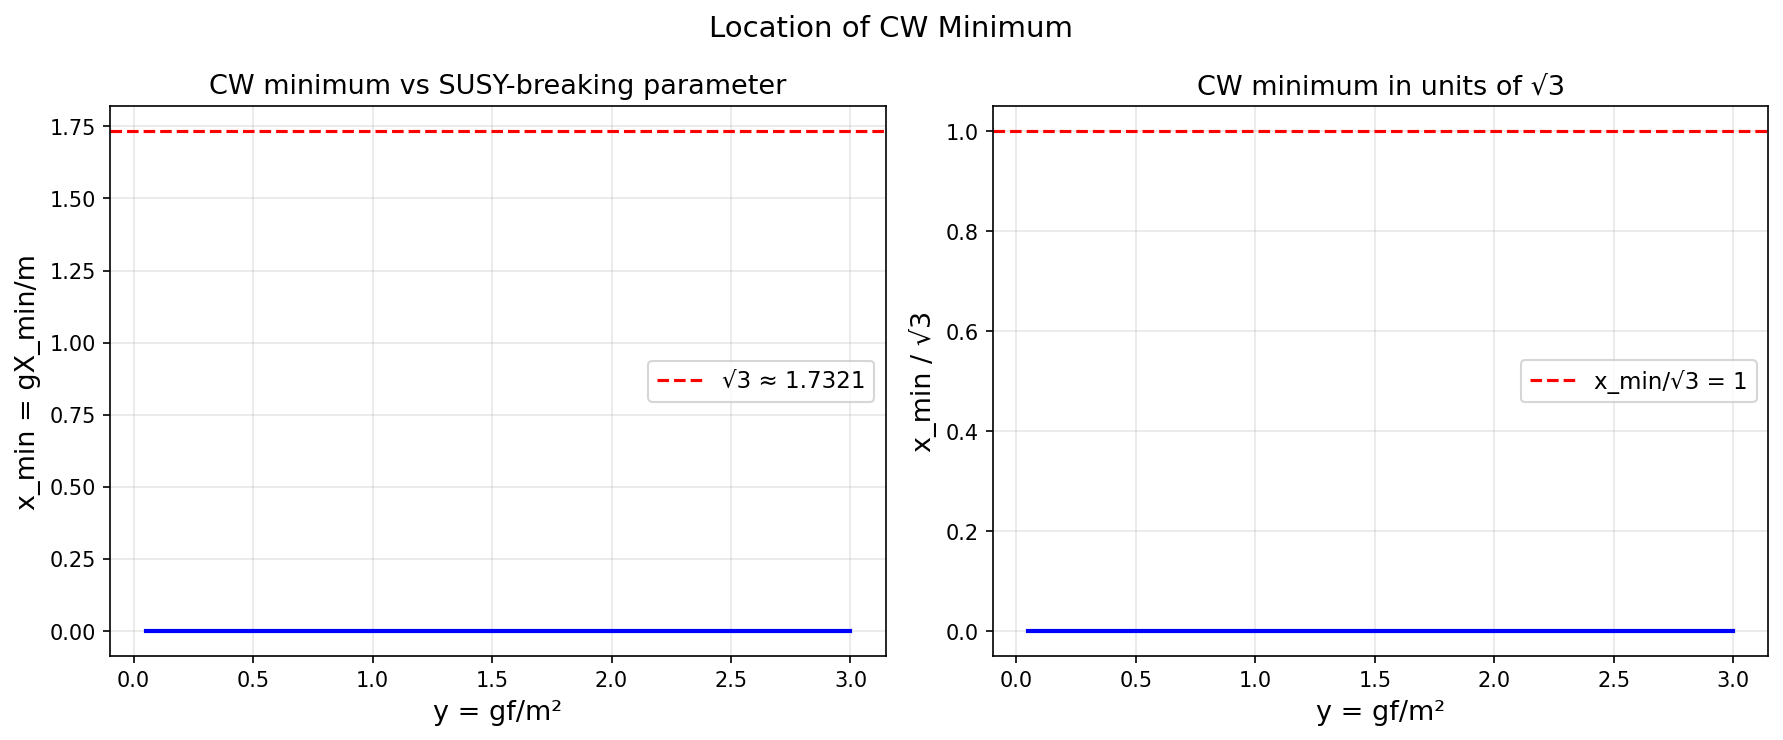 Location of CW Minimum
CW minimum vs SUSY-breaking parameter
x_min = gX_min/m
1.75
1.50
1.25
1.00
0.75
0.50
0.25
0.00
√3 ≈ 1.7321
0.0 0.5 1.0 1.5 2.0 2.5 3.0
y = gf/m²
CW minimum in units of √3
x_min / √3
1.0
0.8
0.6
0.4
0.2
0.0
x_min/√3 = 1
0.0 0.5 1.0 1.5 2.0 2.5 3.0
y = gf/m²